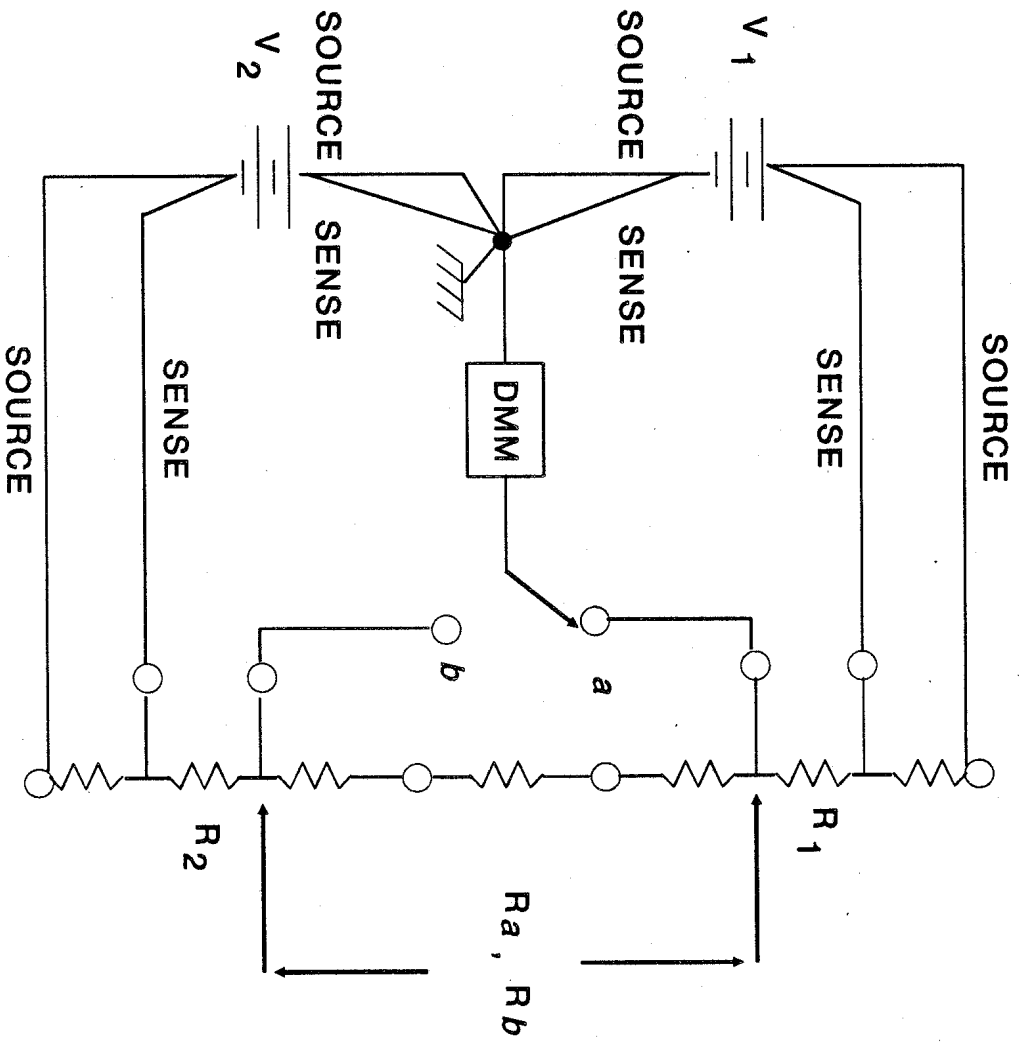 SOURCE
SENSE
R1
V1
SOURCE SENSE
a
DMM
Ra, Rb
b
SOURCE SENSE
V2
R2
SENSE
SOURCE